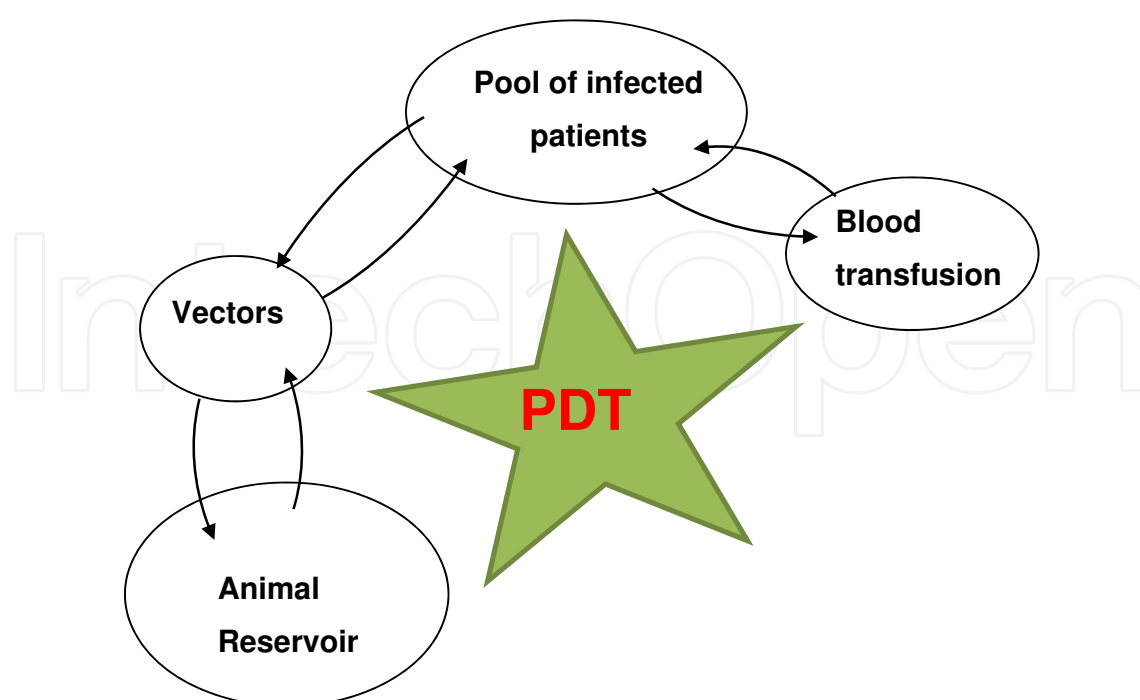 Pool of infected
patients
Blood
transfusion
Vectors
PDT
Animal
Reservoir
IntechOpen